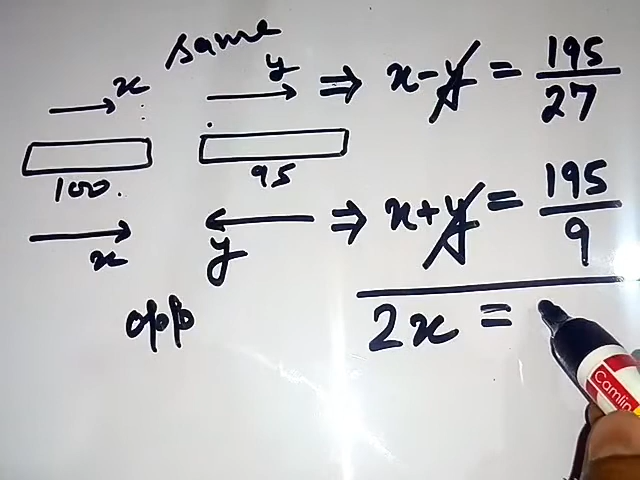 same
x y ⇒ x - y = 195/27
100. 95
x y ⇒ x + y = 195/9
opp
2x =
Camlin